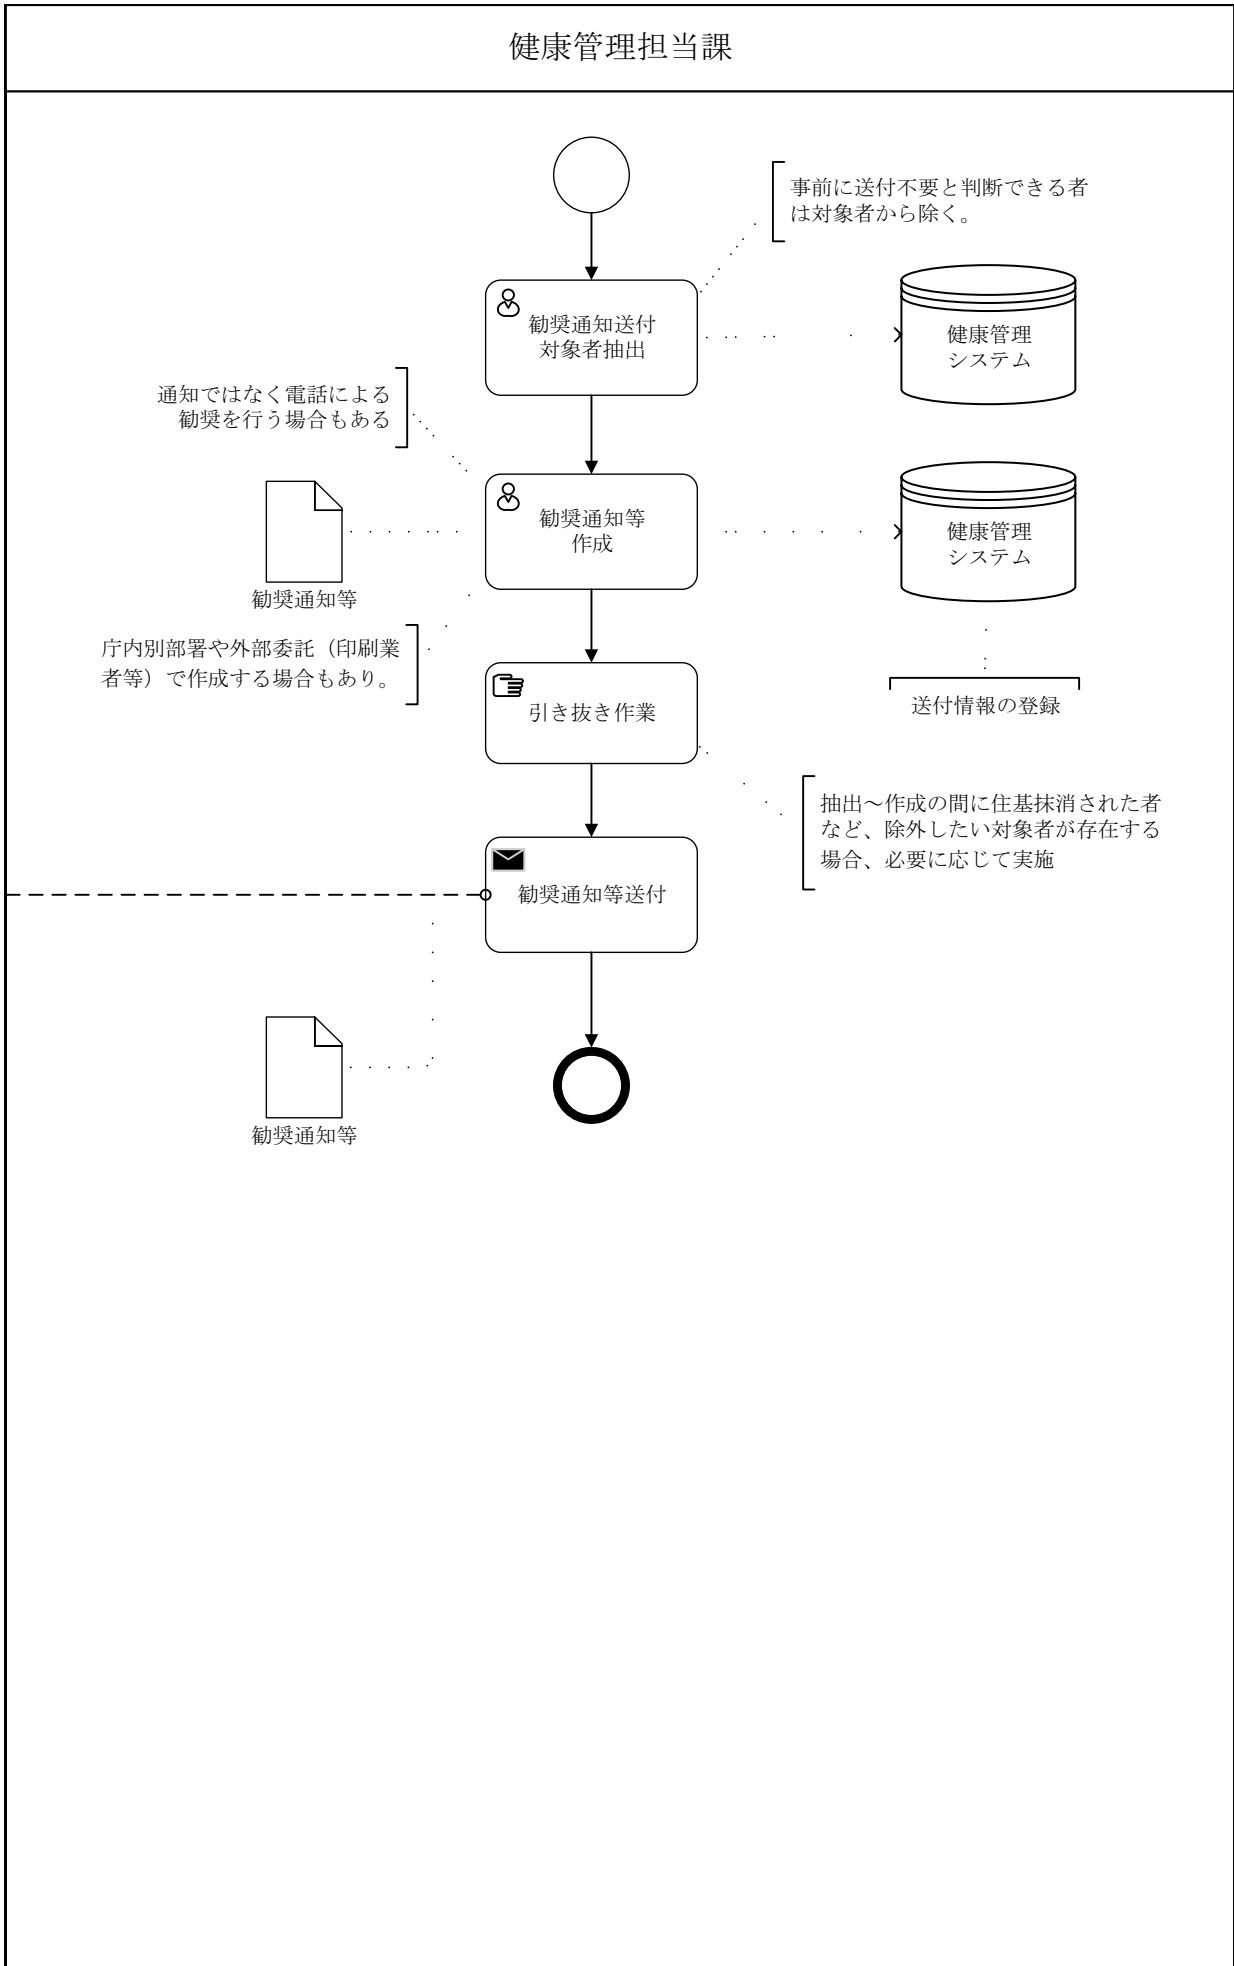 健康管理担当課
事前に送付不要と判断できる者
は対象者から除く。
勧奨通知送付
対象者抽出
健康管理
システム
通知ではなく電話による
勧奨を行う場合もある
勧奨通知等
作成
健康管理
システム
勧奨通知等
庁内別部署や外部委託（印刷業
者等）で作成する場合もあり。
引き抜き作業
送付情報の登録
抽出～作成の間に住基抹消された者
など、除外したい対象者が存在する
場合、必要に応じて実施
勧奨通知等送付
勧奨通知等